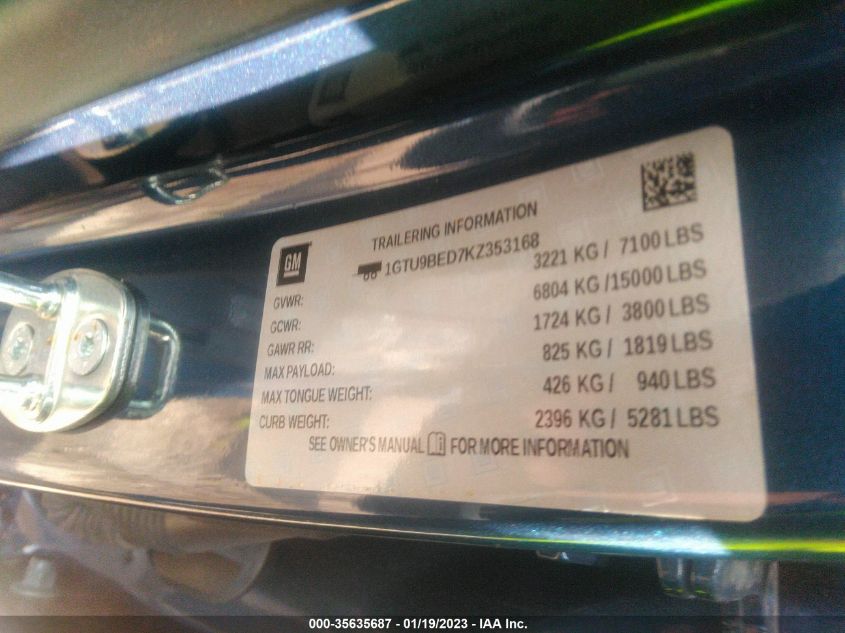 GM
TRAILERING INFORMATION
1GTU9BED7KZ353168
GVWR: 3221 KG / 7100 LBS
GCWR: 6804 KG / 15000 LBS
GAWR RR: 1724 KG / 3800 LBS
MAX PAYLOAD: 825 KG / 1819 LBS
MAX TONGUE WEIGHT: 426 KG / 940 LBS
CURB WEIGHT: 2396 KG / 5281 LBS
SEE OWNER'S MANUAL FOR MORE INFORMATION
000-35635687 - 01/19/2023 - IAA Inc.